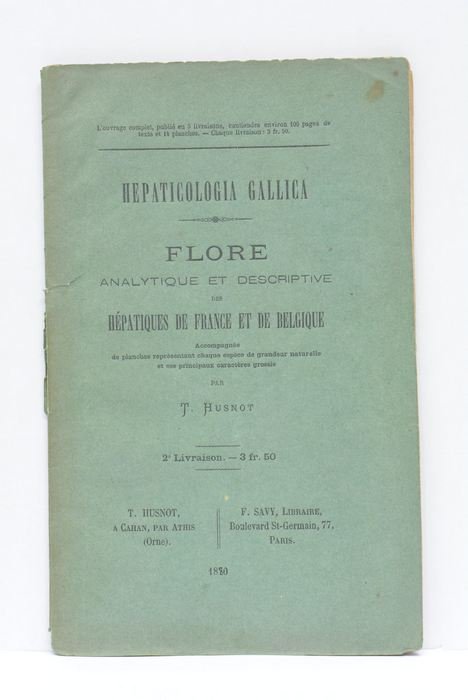 L'ouvrage complet, publié en 3 livraisons, contiendra environ 100 pages de
texte et 14 planches. — Chaque livraison : 3 fr. 50.
HEPATICOLOGIA GALLICA
FLORE
ANALYTIQUE ET DESCRIPTIVE
DES
HÉPATIQUES DE FRANCE ET DE BELGIQUE
Accompagnée
de planches représentant chaque espèce de grandeur naturelle
et ses principaux caractères grossis
PAR
T. HUSNOT
2e Livraison. — 3 fr. 50
T. HUSNOT,
A CAHAN, PAR ATHIS
(Orne).
F. SAVY, LIBRAIRE,
Boulevard St-Germain, 77,
PARIS.